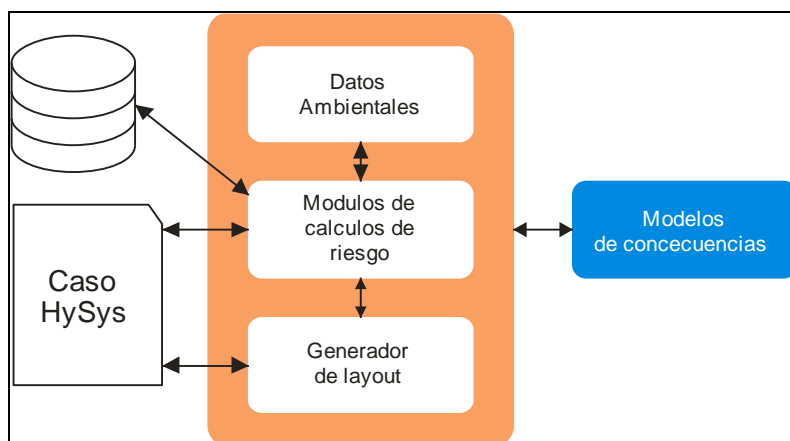 Datos
Ambientales
Modulos de
calculos de
riesgo
Modelos
de concecuencias
Caso
HySys
Generador
de layout